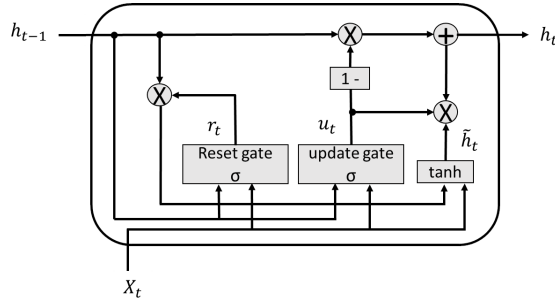 h_{t−1}
h_t
X
+
1 -
X
X
r_t
u_t
h̃_t
Reset gate
σ
update gate
σ
tanh
X_t